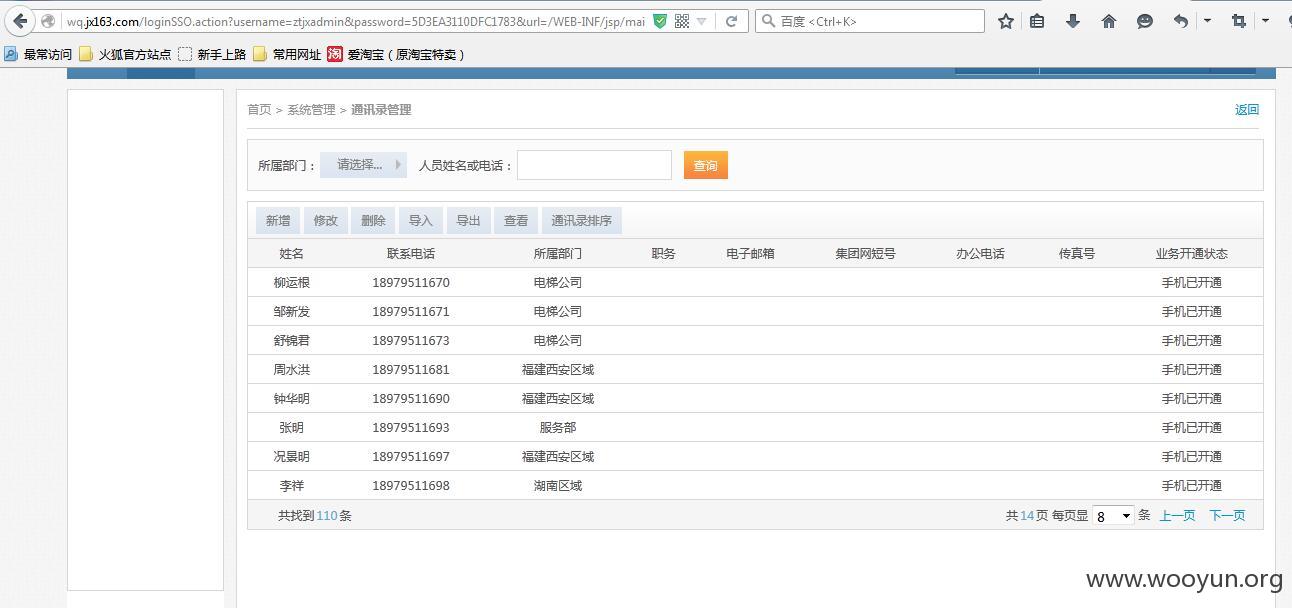 wq.jx163.com/loginSSO.action?username=ztjxadmin&password=5D3EA3110DFC1783&url=/WEB-INF/jsp/mai 百度 <Ctrl+K>
最常访问 火狐官方站点 新手上路 常用网址 淘 爱淘宝（原淘宝特卖）
首页 > 系统管理 > 通讯录管理 返回
所属部门： 请选择... 人员姓名或电话： 查询
新增 修改 删除 导入 导出 查看 通讯录排序
姓名 联系电话 所属部门 职务 电子邮箱 集团网短号 办公电话 传真号 业务开通状态
柳运根 18979511670 电梯公司 手机已开通
邹新发 18979511671 电梯公司 手机已开通
舒锦君 18979511673 电梯公司 手机已开通
周水洪 18979511681 福建西安区域 手机已开通
钟华明 18979511690 福建西安区域 手机已开通
张明 18979511693 服务部 手机已开通
况景明 18979511697 福建西安区域 手机已开通
李祥 18979511698 湖南区域 手机已开通
共找到110条 共14页 每页显 8 条 上一页 下一页
www.wooyun.org